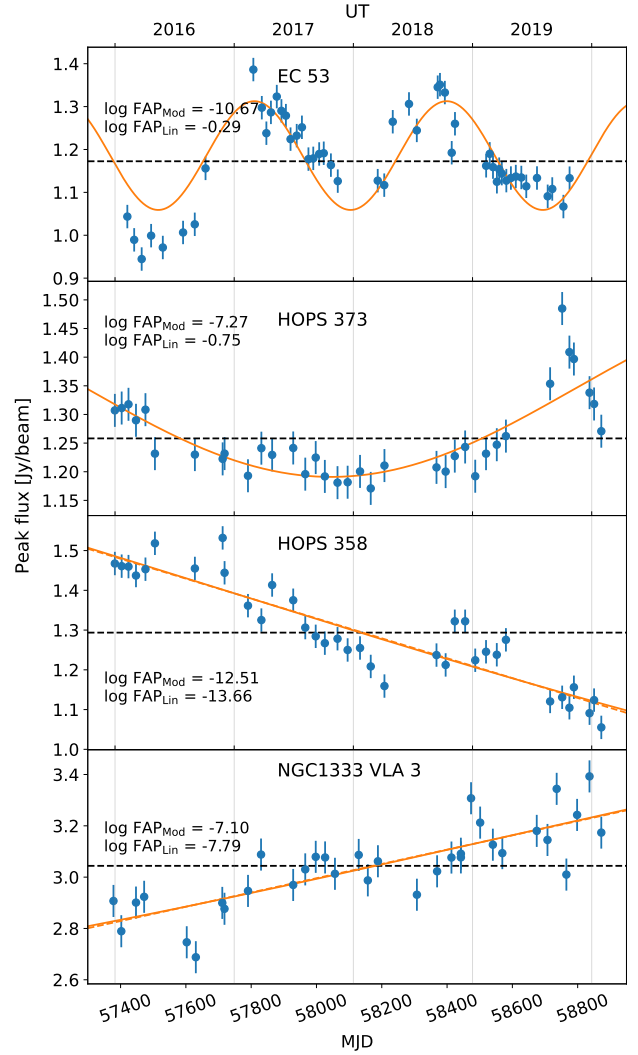 UT
2016 2017 2018 2019
EC 53
log FAP_Mod = -10.67
log FAP_Lin = -0.29
1.4
1.3
1.2
1.1
1.0
0.9
HOPS 373
log FAP_Mod = -7.27
log FAP_Lin = -0.75
1.50
1.45
1.40
1.35
1.30
1.25
1.20
1.15
Peak flux [Jy/beam]
HOPS 358
1.5
1.4
1.3
1.2
1.1
1.0
log FAP_Mod = -12.51
log FAP_Lin = -13.66
NGC1333 VLA 3
log FAP_Mod = -7.10
log FAP_Lin = -7.79
3.4
3.2
3.0
2.8
2.6
57400 57600 57800 58000 58200 58400 58600 58800
MJD